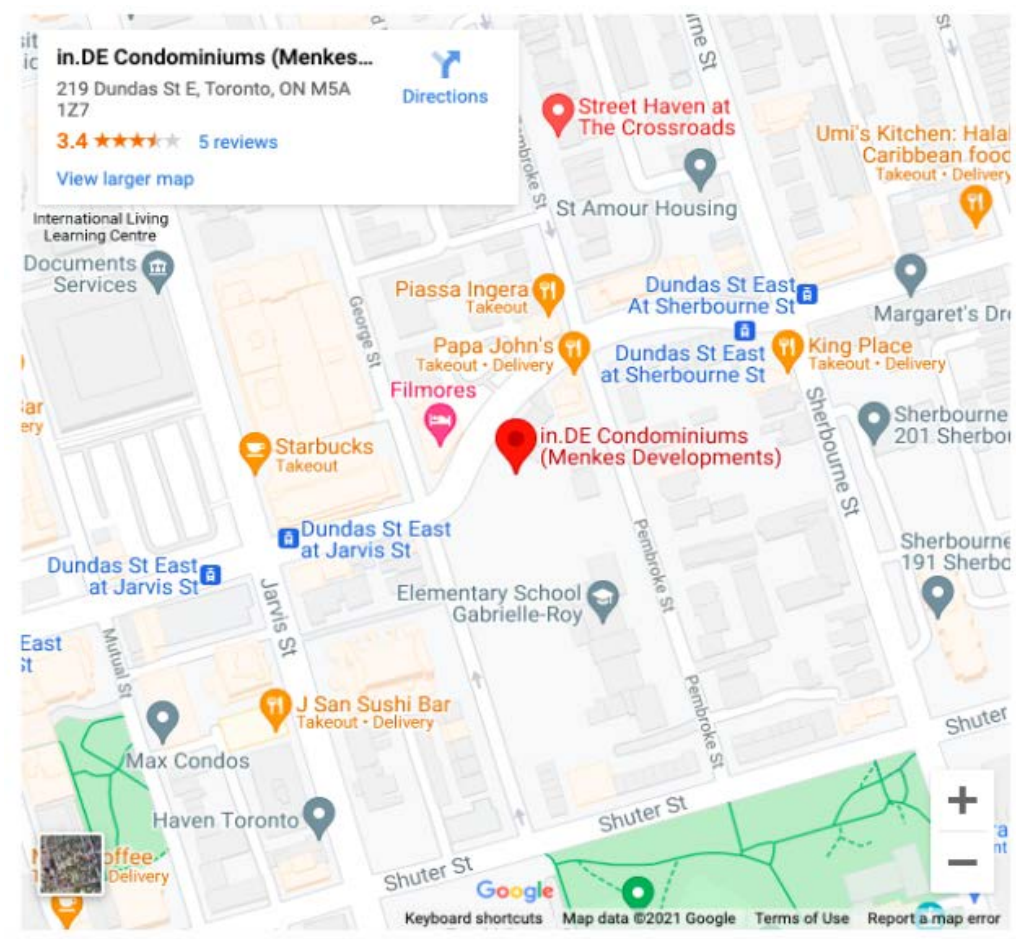 in.DE Condominiums (Menkes...
219 Dundas St E, Toronto, ON M5A
1Z7
3.4
5 reviews
View larger map
Directions
Street Haven at
The Crossroads
Umi's Kitchen: Halal
Caribbean food
Takeout • Delivery
St Amour Housing
Pembroke St
International Living
Learning Centre
Documents
Services
Piassa Ingera
Takeout
Dundas St East
At Sherbourne St
Margaret's Dr
George St
Papa John's
Takeout • Delivery
Dundas St East
at Sherbourne St
King Place
Takeout • Delivery
Filmores
Starbucks
Takeout
in.DE Condominiums
(Menkes Developments)
Sherbourne St
Sherbourne
201 Sherbo
Dundas St East
at Jarvis St
Dundas St East
at Jarvis St
Pembroke St
Sherbourne
191 Sherbo
Elementary School
Gabrielle-Roy
Jarvis St
East
St
Mutual St
J San Sushi Bar
Takeout • Delivery
Pembroke St
Shuter
Max Condos
Haven Toronto
Shuter St
Shuter St
offee
Delivery
+
−
Google
Keyboard shortcuts
Map data ©2021 Google
Terms of Use
Report a map error